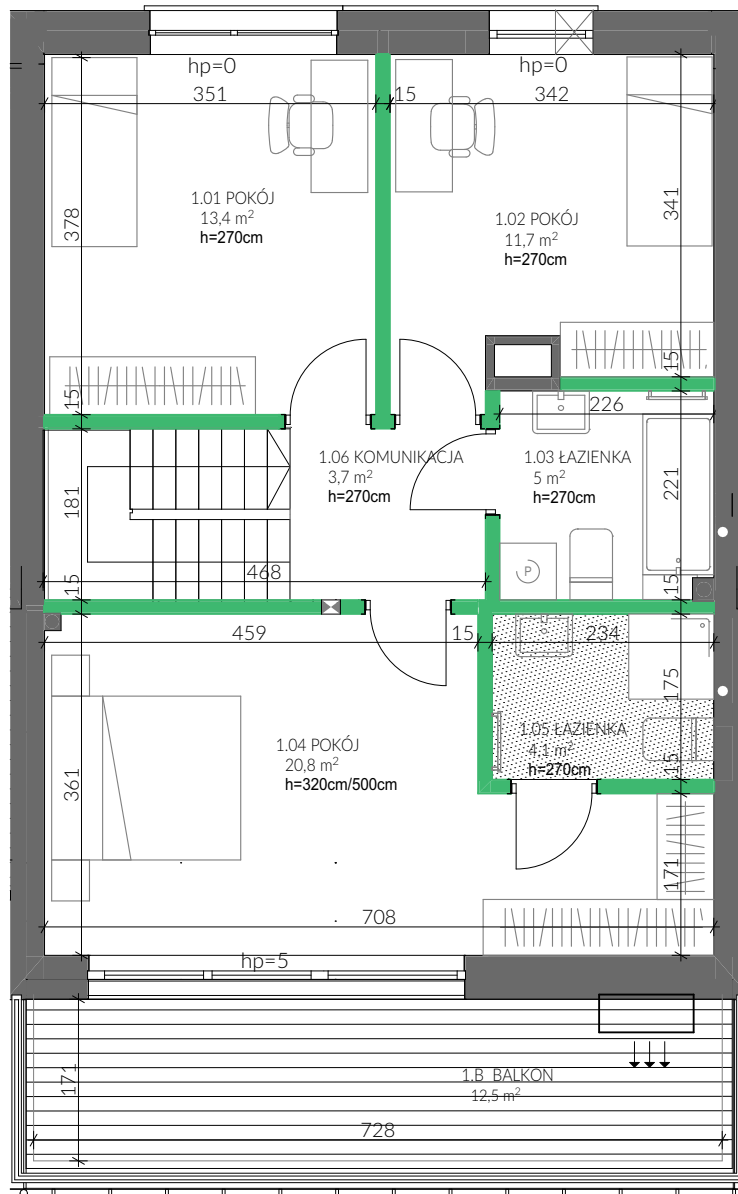 hp=0
hp=0
351
15
342
378
341
1.01 POKÓJ
13,4 m²
h=270cm
1.02 POKÓJ
11,7 m²
h=270cm
15
15
226
1.06 KOMUNIKACJA
3,7 m²
h=270cm
1.03 ŁAZIENKA
5 m²
h=270cm
181
221
P
468
15
15
459
15
234
175
1.05 ŁAZIENKA
4,1 m²
h=270cm
1.04 POKÓJ
20,8 m²
h=320cm/500cm
361
15
171
708
hp=5
171
1.B BALKON
12,5 m²
728